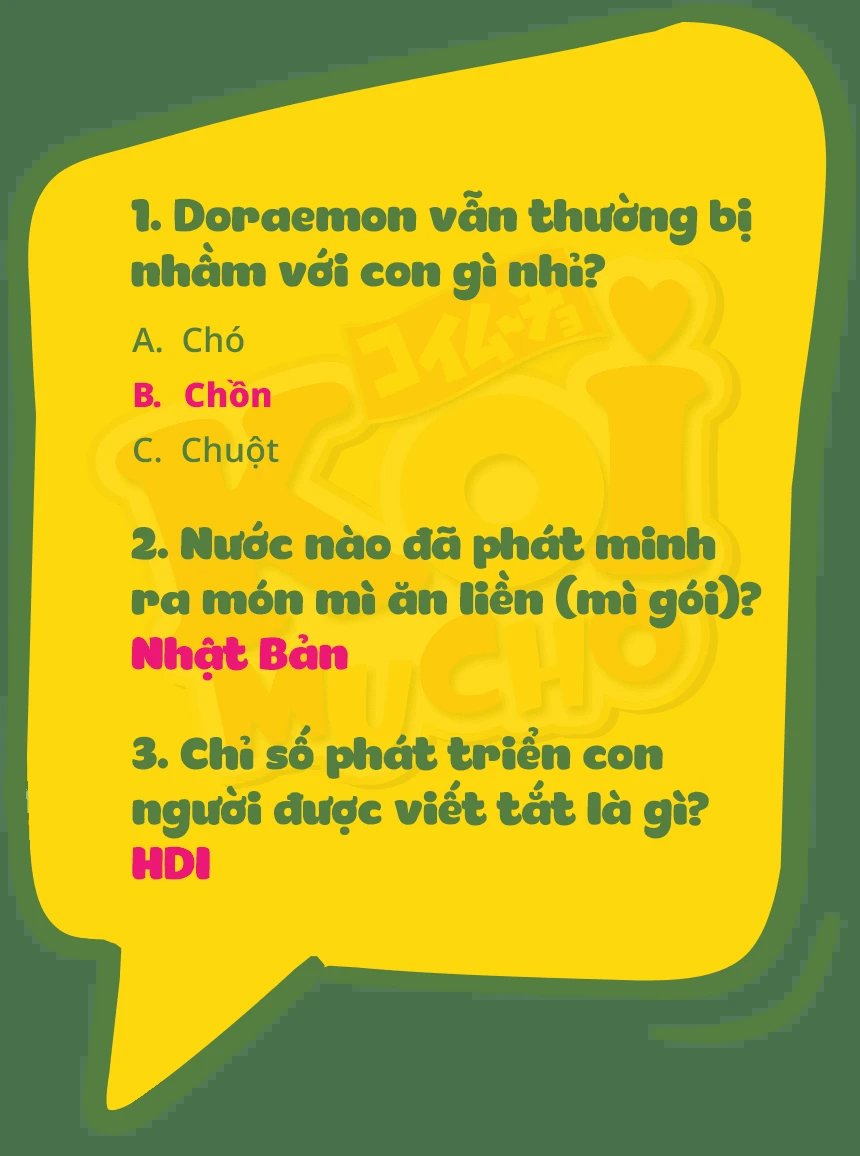 1. Doraemon vẫn thường bị
nhầm với con gì nhỉ?
A. Chó
B. Chồn
C. Chuột
コイムーチョ
KOI
MUCHO
2. Nước nào đã phát minh
ra món mì ăn liền (mì gói)?
Nhật Bản
3. Chỉ số phát triển con
người được viết tắt là gì?
HDI